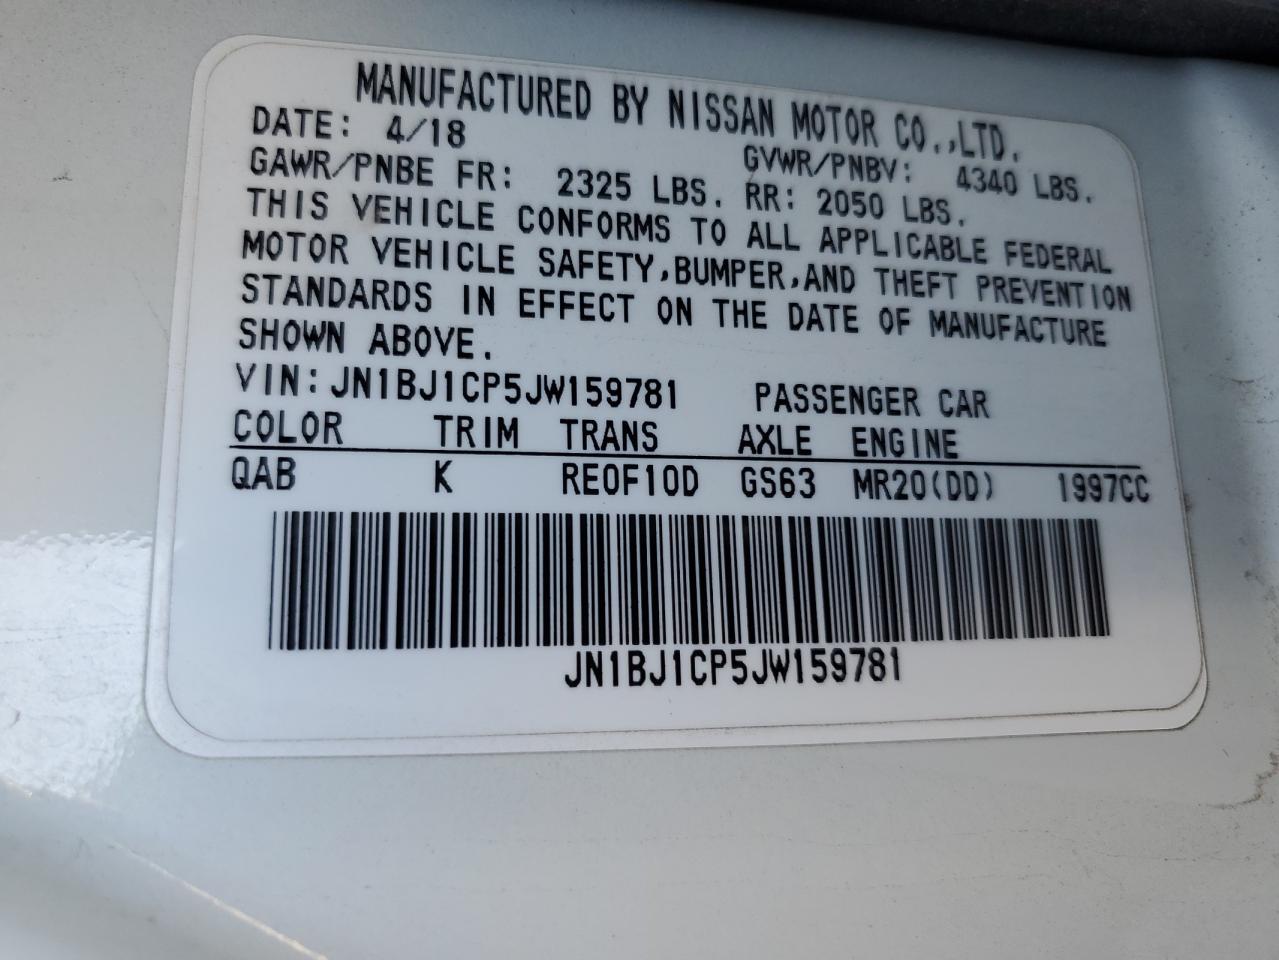 MANUFACTURED BY NISSAN MOTOR CO.,LTD.
DATE: 4/18 GVWR/PNBV: 4340 LBS.
GAWR/PNBE FR: 2325 LBS. RR: 2050 LBS.
THIS VEHICLE CONFORMS TO ALL APPLICABLE FEDERAL
MOTOR VEHICLE SAFETY,BUMPER,AND THEFT PREVENTION
STANDARDS IN EFFECT ON THE DATE OF MANUFACTURE
SHOWN ABOVE.
VIN: JN1BJ1CP5JW159781 PASSENGER CAR
COLOR TRIM TRANS AXLE ENGINE
QAB K RE0F10D GS63 MR20(DD) 1997CC
JN1BJ1CP5JW159781